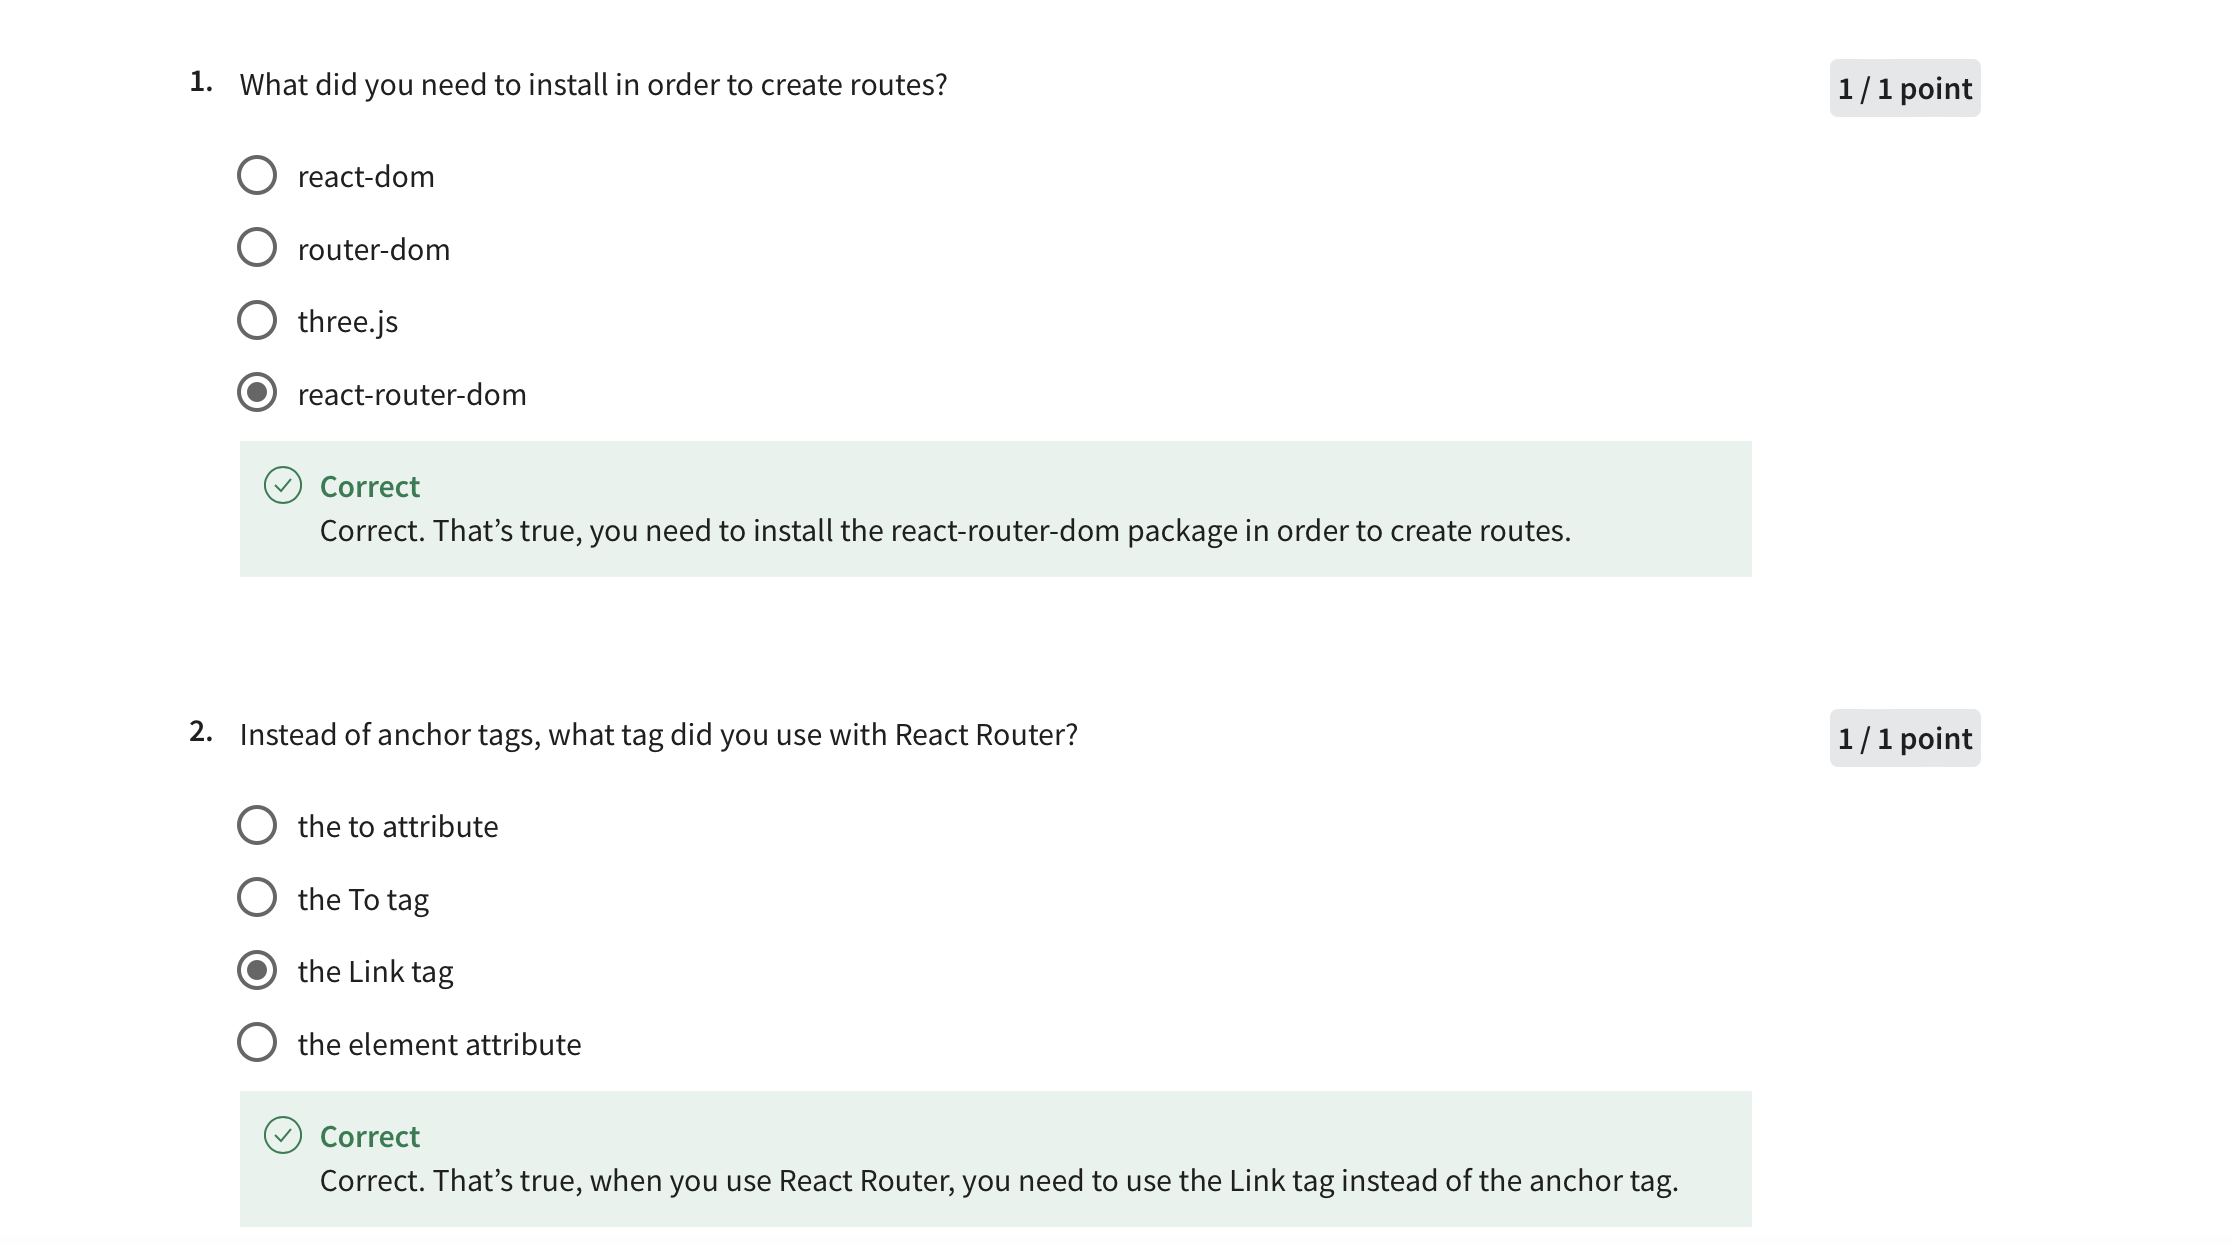 1. What did you need to install in order to create routes?
1 / 1 point
react-dom
router-dom
three.js
react-router-dom
Correct
Correct. That’s true, you need to install the react-router-dom package in order to create routes.
2. Instead of anchor tags, what tag did you use with React Router?
1 / 1 point
the to attribute
the To tag
the Link tag
the element attribute
Correct
Correct. That’s true, when you use React Router, you need to use the Link tag instead of the anchor tag.